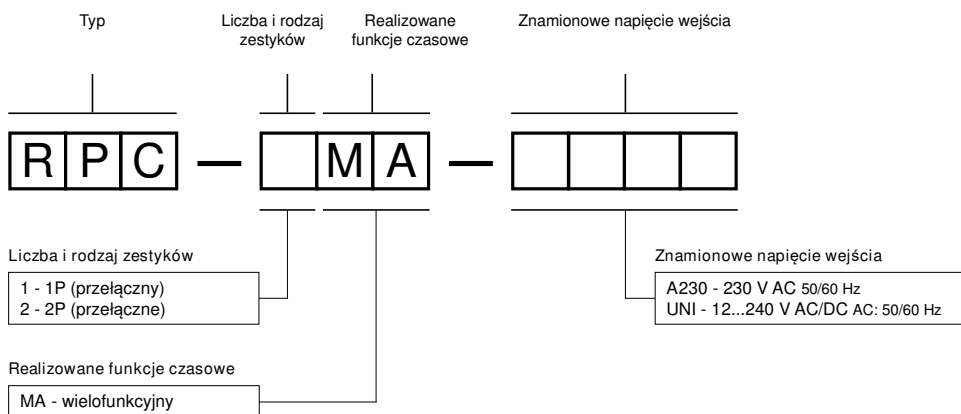 Typ
Liczba i rodzaj
zestyków
Realizowane
funkcje czasowe
Znamionowe napięcie wejścia
R P C — M A —
Liczba i rodzaj zestyków
1 - 1P (przełączny)
2 - 2P (przełączne)
Znamionowe napięcie wejścia
A230 - 230 V AC 50/60 Hz
UNI - 12...240 V AC/DC AC: 50/60 Hz
Realizowane funkcje czasowe
MA - wielofunkcyjny